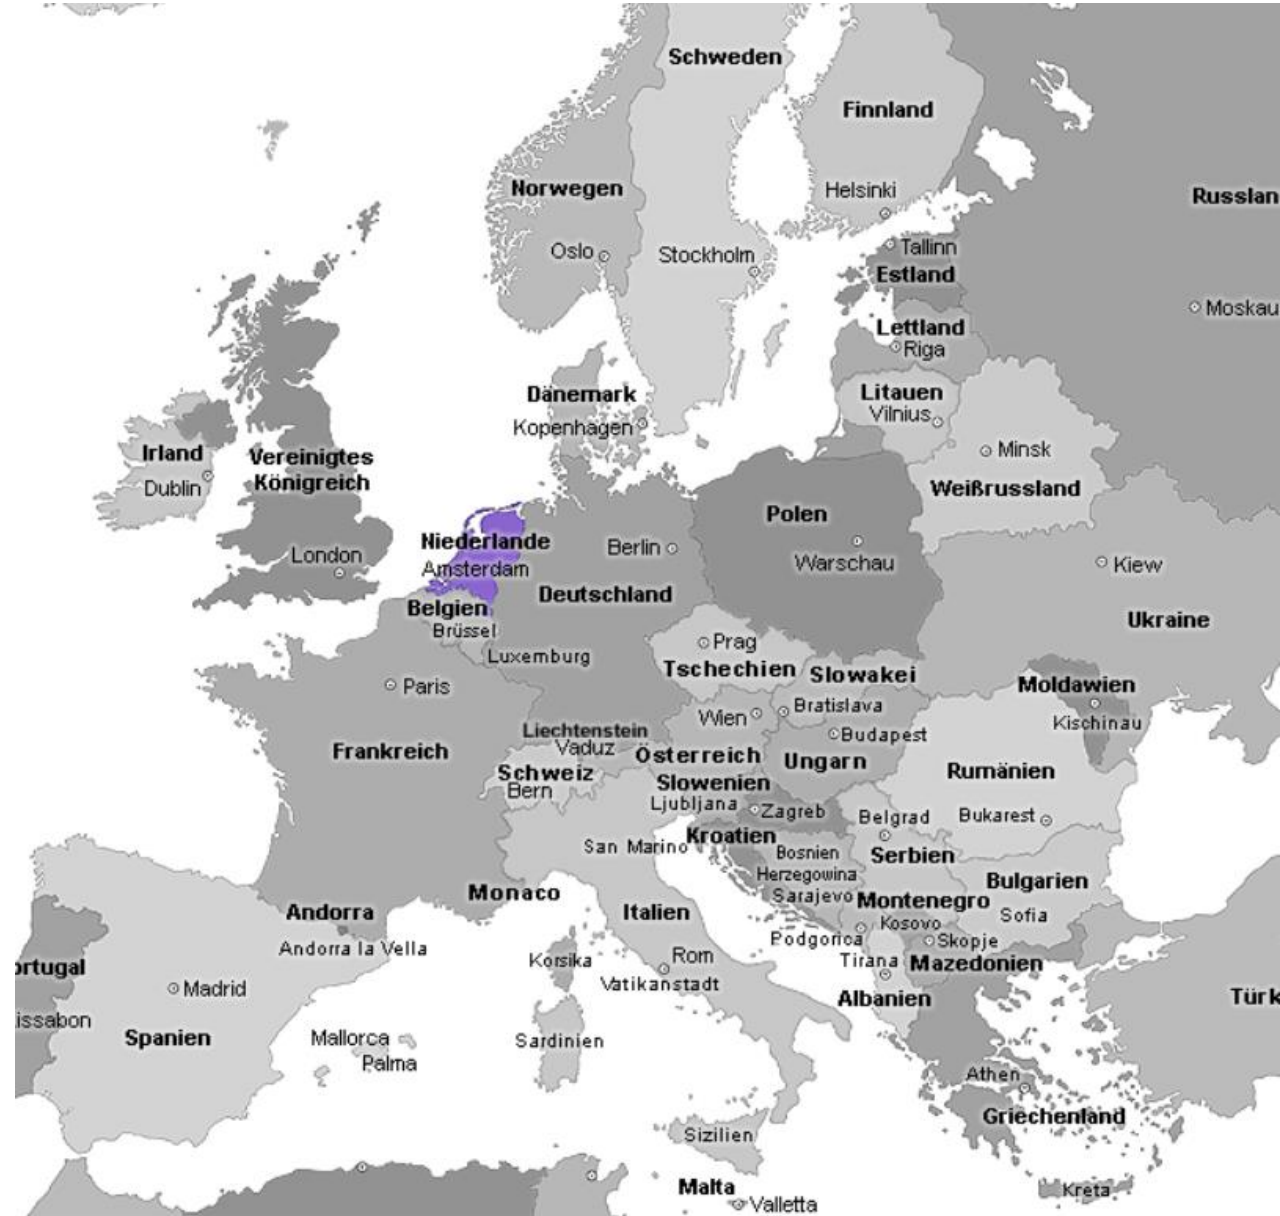 Schweden
Finnland
Norwegen
Helsinki
Russlan
Oslo
Stockholm
Tallinn
Estland
Moskau
Lettland
Riga
Dänemark
Kopenhagen
Litauen
Vilnius
Irland
Dublin
Vereinigtes
Königreich
Minsk
Weißrussland
Polen
Warschau
Niederlande
Amsterdam
London
Berlin
Deutschland
Kiew
Ukraine
Belgien
Brüssel
Luxemburg
Prag
Tschechien
Slowakei
Bratislava
Moldawien
Kischinau
Paris
Frankreich
Wien
Liechtenstein
Vaduz
Österreich
Budapest
Ungarn
Schweiz
Bern
Slowenien
Ljubljana
Zagreb
Rumänien
Bukarest
Belgrad
Serbien
Kroatien
San Marino
Bosnien
Herzegowina
Sarajevo
Bulgarien
Sofia
Monaco
Montenegro
Kosovo
Podgorica
Skopje
Mazedonien
Andorra
Andorra la Vella
Italien
Rom
Vatikanstadt
Korsika
Tirana
Albanien
ortugal
issabon
Madrid
Spanien
Türk
Mallorca
Palma
Sardinien
Athen
Griechenland
Sizilien
Malta
Valletta
Kreta